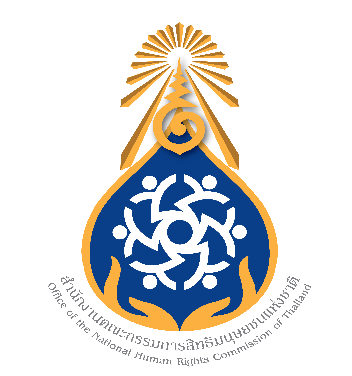 สำนักงานคณะกรรมการสิทธิมนุษยชนแห่งชาติ
Office of the National Human Rights Commission of Thailand